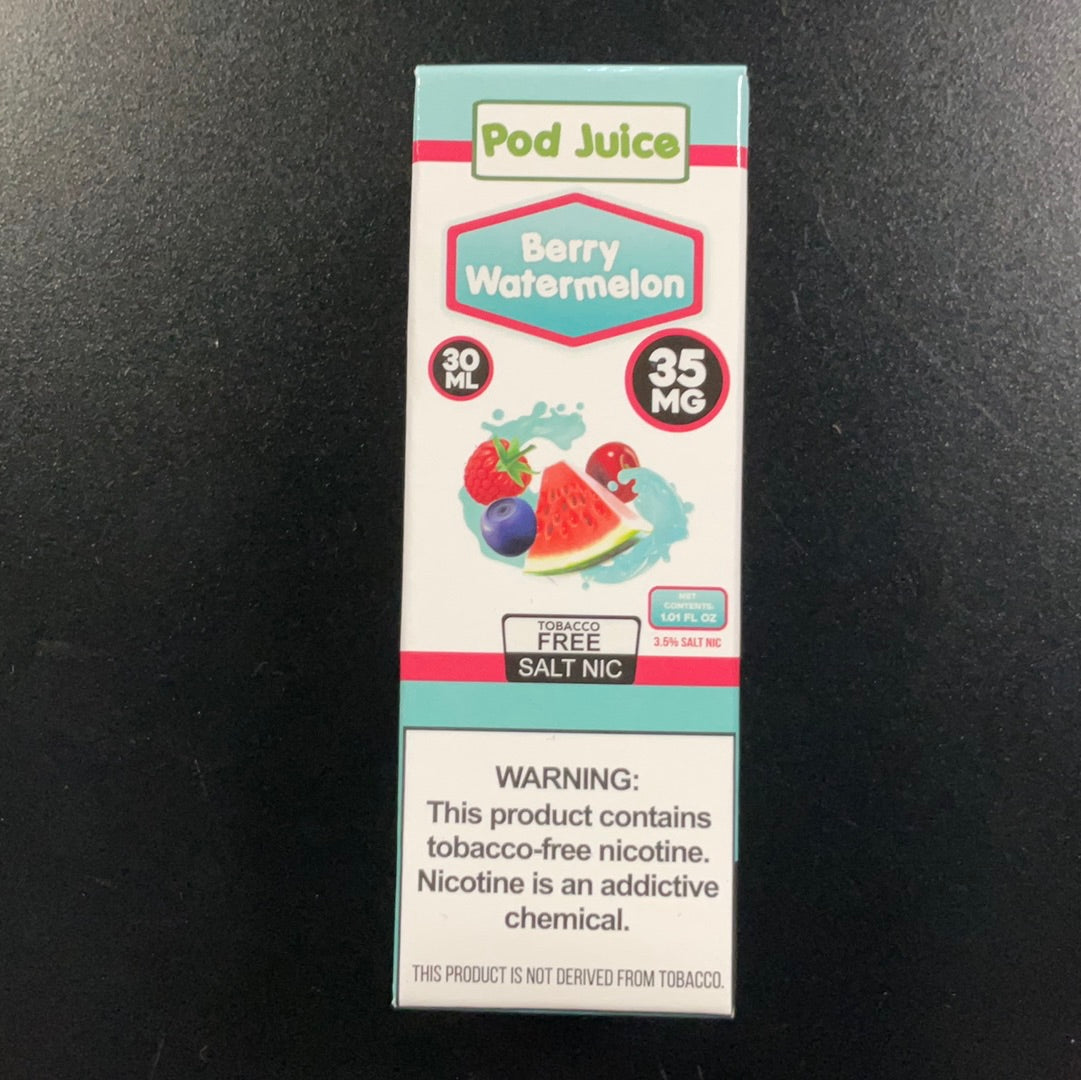 Pod Juice
Berry
Watermelon
30
ML
35
MG
NET
CONTENTS:
1.01 FL OZ
3.5% SALT NIC
TOBACCO
FREE
SALT NIC
WARNING:
This product contains
tobacco-free nicotine.
Nicotine is an addictive
chemical.
THIS PRODUCT IS NOT DERIVED FROM TOBACCO.